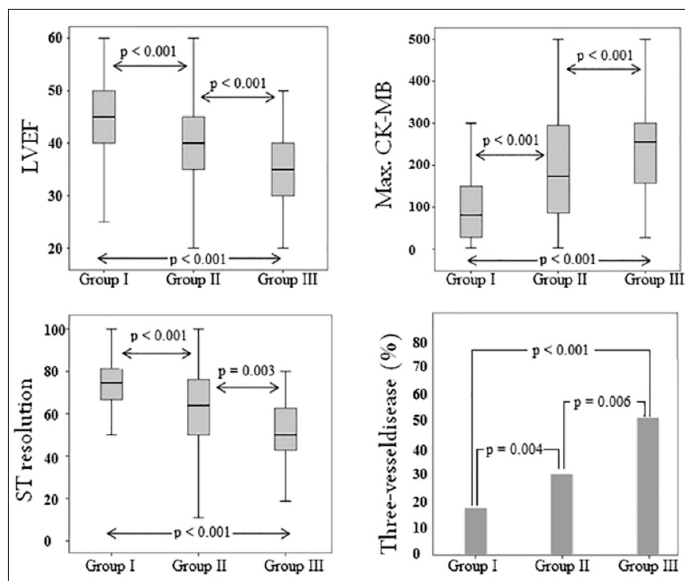 LVEF
60
50
40
30
20
p < 0.001
p < 0.001
p < 0.001
Group I Group II Group III
Max. CK-MB
500
400
300
200
100
0
p < 0.001
p < 0.001
p < 0.001
Group I Group II Group III
ST resolution
100
80
60
40
20
0
p < 0.001
p = 0.003
p < 0.001
Group I Group II Group III
Three-vesseldisease (%)
80
70
60
50
40
30
20
10
0
p < 0.001
p = 0.006
p = 0.004
Group I Group II Group III